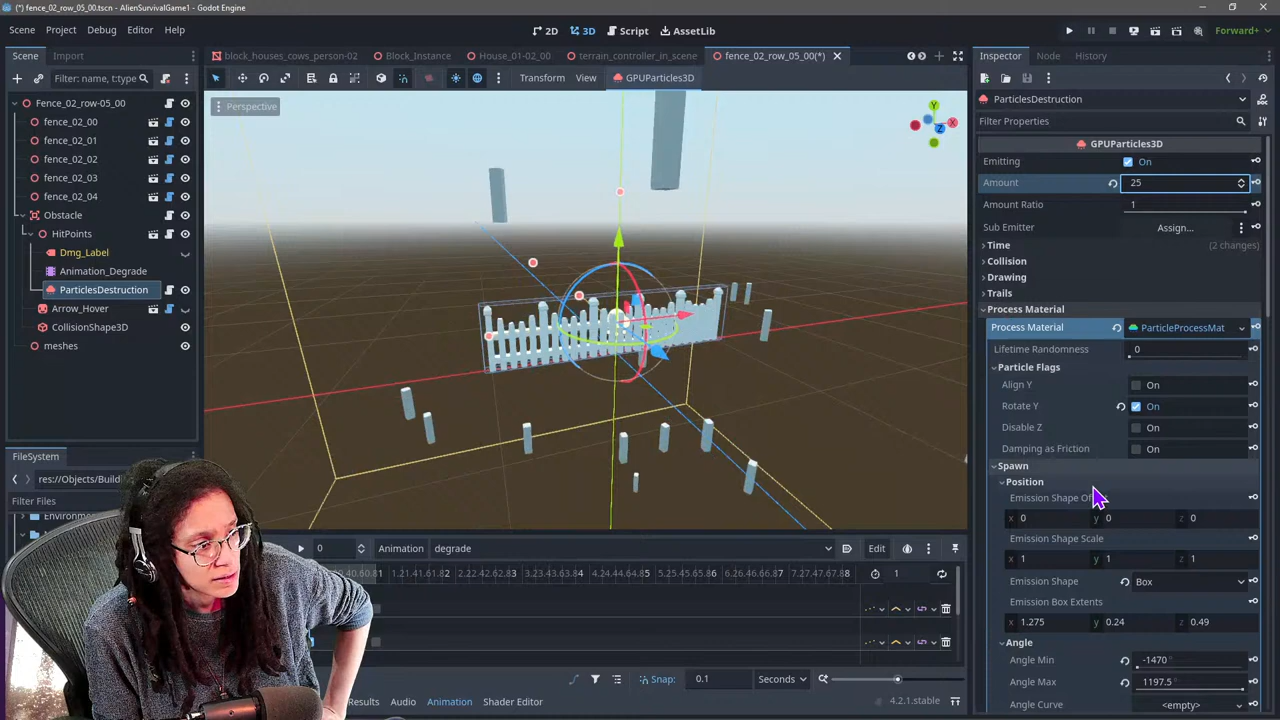 (*) fence_02_row_05_00.tscn - AlienSurvivalGame1 - Godot Engine
Scene Project Debug Editor Help
2D 3D Script AssetLib
Forward+
Scene Import
block_houses_cows_person-02 Block_Instance House_01-02_00 terrain_controller_in_scene fence_02_row_05_00(*)
Inspector Node History
Filter: name, t:type
Transform View GPUParticles3D
Fence_02_row-05_00
fence_02_00
fence_02_01
fence_02_02
fence_02_03
fence_02_04
Obstacle
HitPoints
Dmg_Label
Animation_Degrade
ParticlesDestruction
Arrow_Hover
CollisionShape3D
meshes
Perspective
Y
X
Z
ParticlesDestruction
Filter Properties
GPUParticles3D
Emitting On
Amount 25
Amount Ratio 1
Sub Emitter Assign...
Time (2 changes)
Collision
Drawing
Trails
Process Material
Process Material ParticleProcessMat
Lifetime Randomness 0
Particle Flags
Align Y On
Rotate Y On
Disable Z On
Damping as Friction On
Spawn
Position
Emission Shape Of
x 0 y 0 z 0
Emission Shape Scale
x 1 y 1 z 1
Emission Shape Box
Emission Box Extents
x 1.275 y 0.24 z 0.49
Angle
Angle Min -1470 °
Angle Max 1197.5 °
Angle Curve <empty>
FileSystem
res://Objects/Build
Filter Files
Environm
0 Animation degrade Edit
1
Snap: 0.1 Seconds
Audio Animation Shader Editor
4.2.1.stable